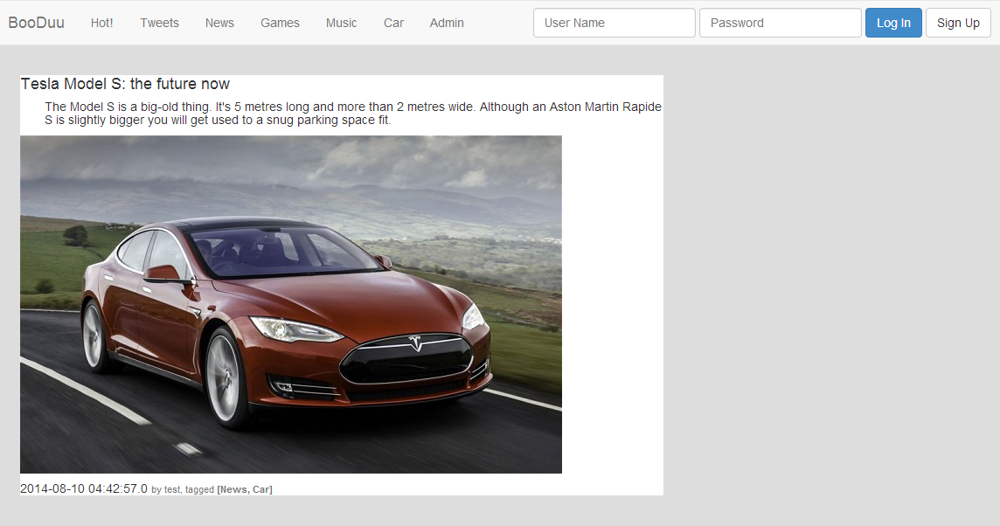 BooDuu Hot! Tweets News Games Music Car Admin User Name Password Log In Sign Up
Tesla Model S: the future now
The Model S is a big-old thing. It's 5 metres long and more than 2 metres wide. Although an Aston Martin Rapide
S is slightly bigger you will get used to a snug parking space fit.
2014-08-10 04:42:57.0 by test, tagged [News, Car]